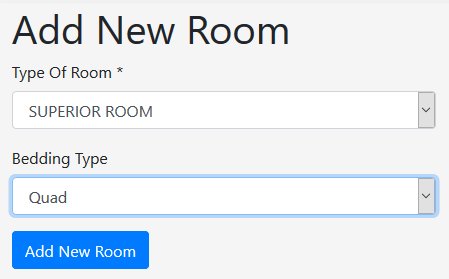 Add New Room
Type Of Room *
SUPERIOR ROOM
Bedding Type
Quad
Add New Room